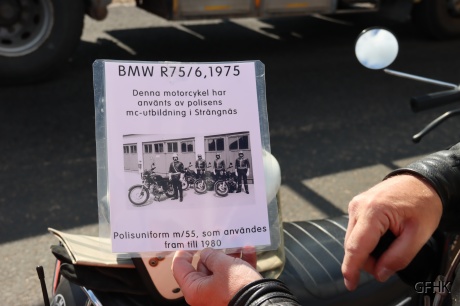 BMW R75/6,1975
Denna motorcykel har
använts av polisens
mc-utbildning i Strängnäs
Polisuniform m/55, som användes
fram till 1980
GFHK